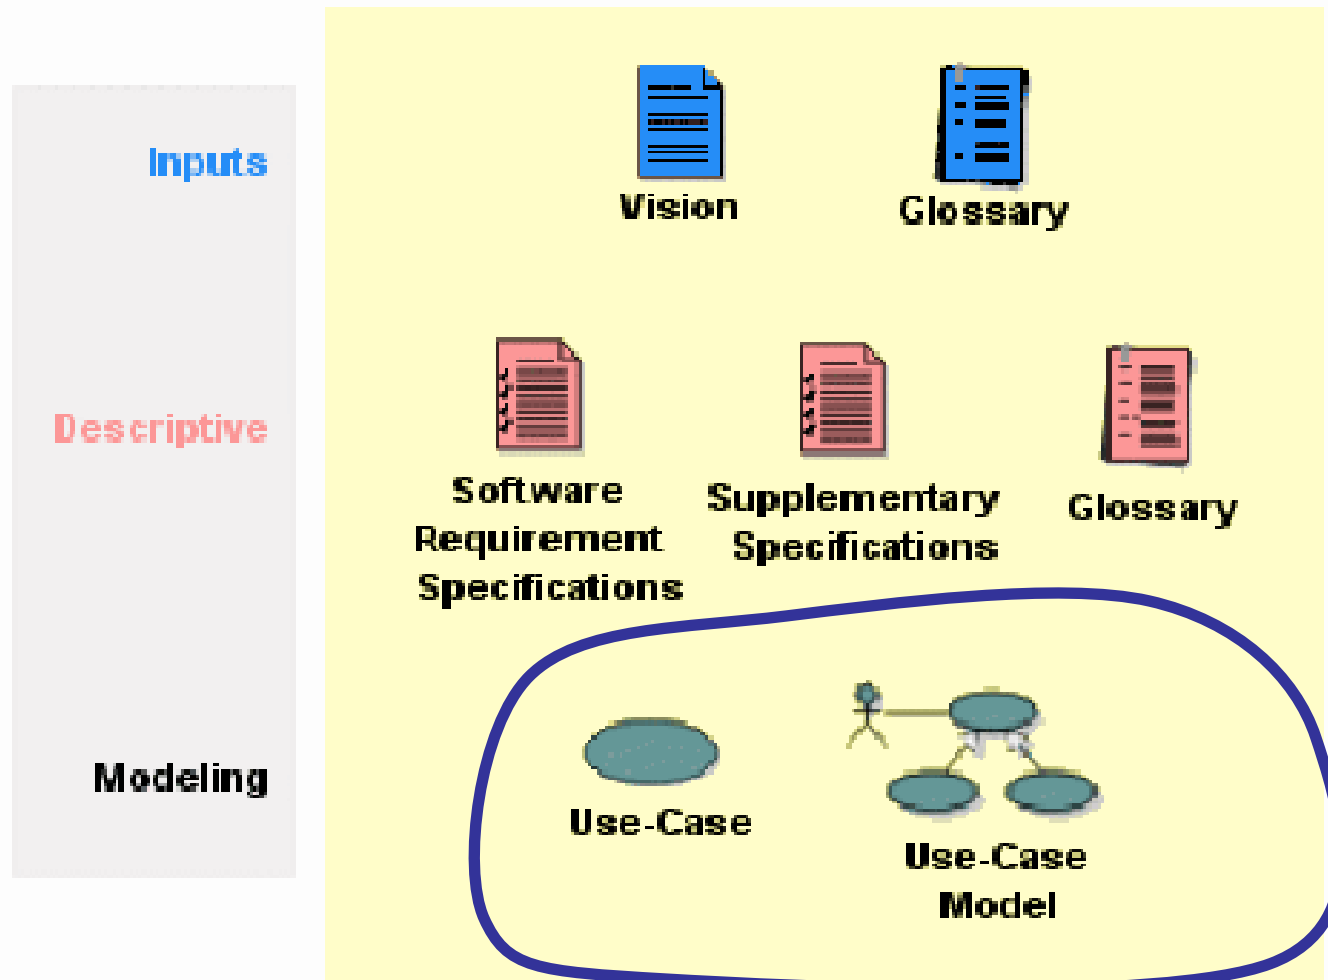 Inputs
Vision
Glossary
Descriptive
Software
Requirement
Specifications
Supplementary
Specifications
Glossary
Modeling
Use-Case
Use-Case
Model